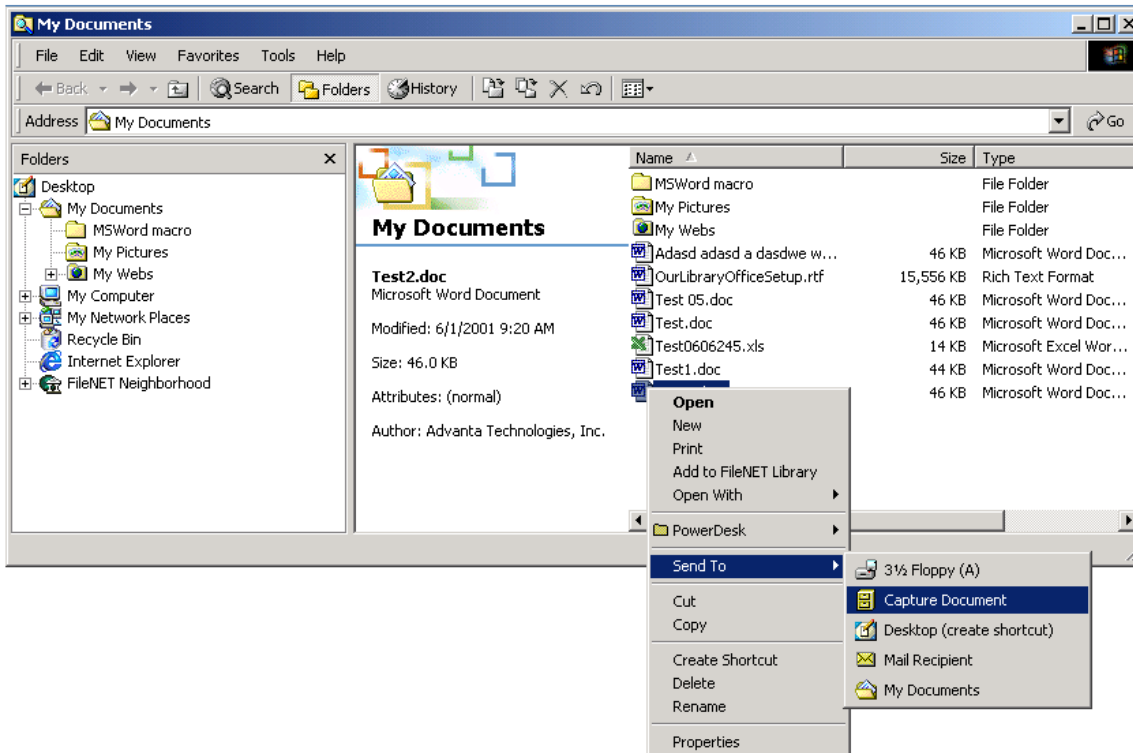 My Documents
File Edit View Favorites Tools Help
Back Search Folders History
Address My Documents Go
Folders
Desktop
My Documents
MSWord macro
My Pictures
My Webs
My Computer
My Network Places
Recycle Bin
Internet Explorer
FileNET Neighborhood
My Documents
Test2.doc
Microsoft Word Document
Modified: 6/1/2001 9:20 AM
Size: 46.0 KB
Attributes: (normal)
Author: Advanta Technologies, Inc.
Name Size Type
MSWord macro File Folder
My Pictures File Folder
My Webs File Folder
Adasd adasd a dasdwe w... 46 KB Microsoft Word Doc...
OurLibraryOfficeSetup.rtf 15,556 KB Rich Text Format
Test 05.doc 46 KB Microsoft Word Doc...
Test.doc 46 KB Microsoft Word Doc...
Test0606245.xls 14 KB Microsoft Excel Wor...
Test1.doc 44 KB Microsoft Word Doc...
46 KB Microsoft Word Doc...
Open
New
Print
Add to FileNET Library
Open With
PowerDesk
Send To
Cut
Copy
Create Shortcut
Delete
Rename
Properties
3½ Floppy (A)
Capture Document
Desktop (create shortcut)
Mail Recipient
My Documents